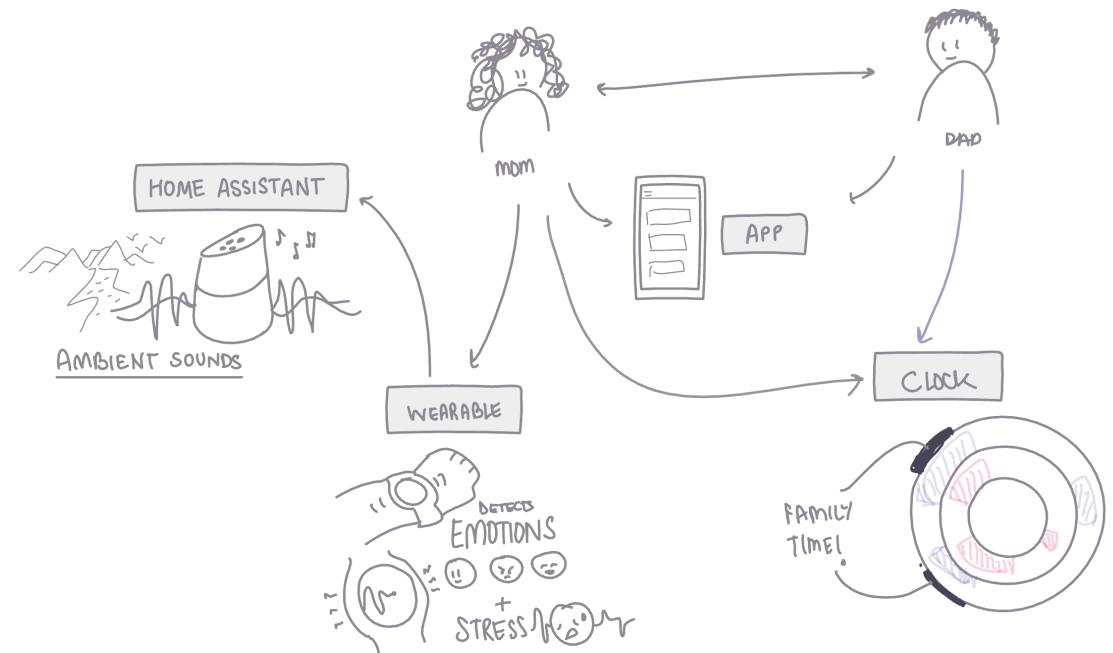 MOM
DAD
HOME ASSISTANT
APP
AMBIENT SOUNDS
CLOCK
WEARABLE
DETECTS
EMOTIONS
+
STRESS
FAMILY
TIME!